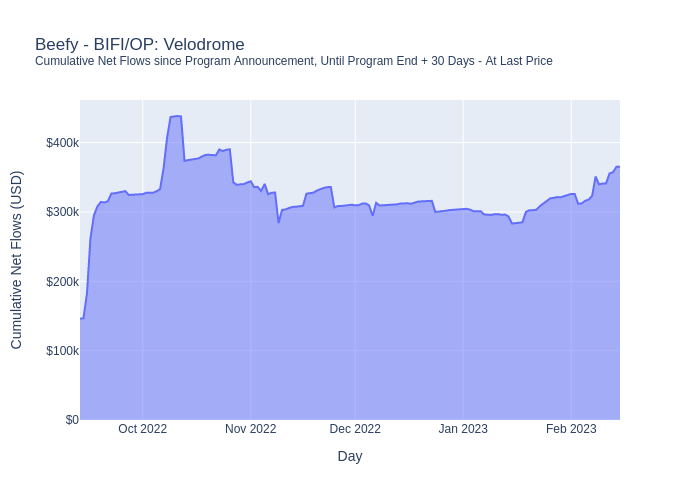 Beefy - BIFI/OP: Velodrome
Cumulative Net Flows since Program Announcement, Until Program End + 30 Days - At Last Price
Cumulative Net Flows (USD)
$400k
$300k
$200k
$100k
$0
Oct 2022
Nov 2022
Dec 2022
Jan 2023
Feb 2023
Day